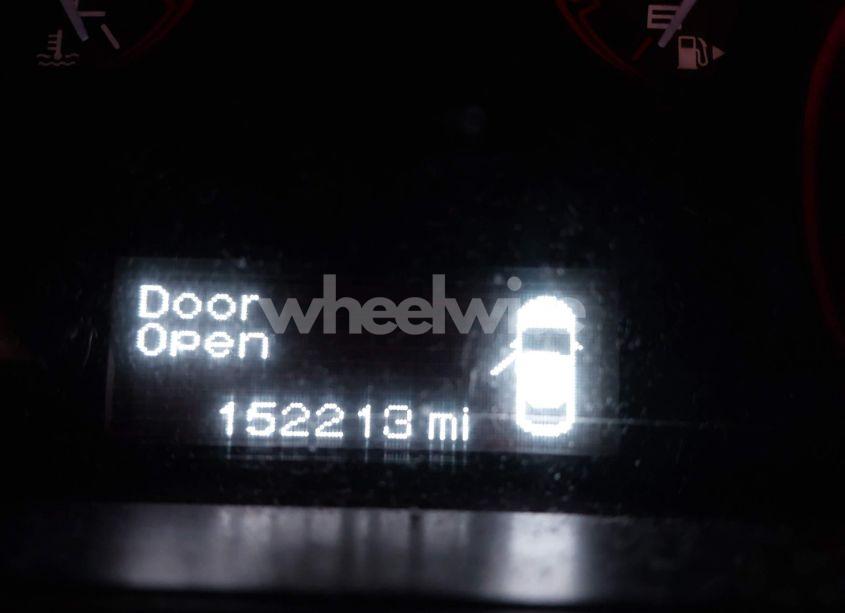 E
Door
Open
wheelwise
152213 mi